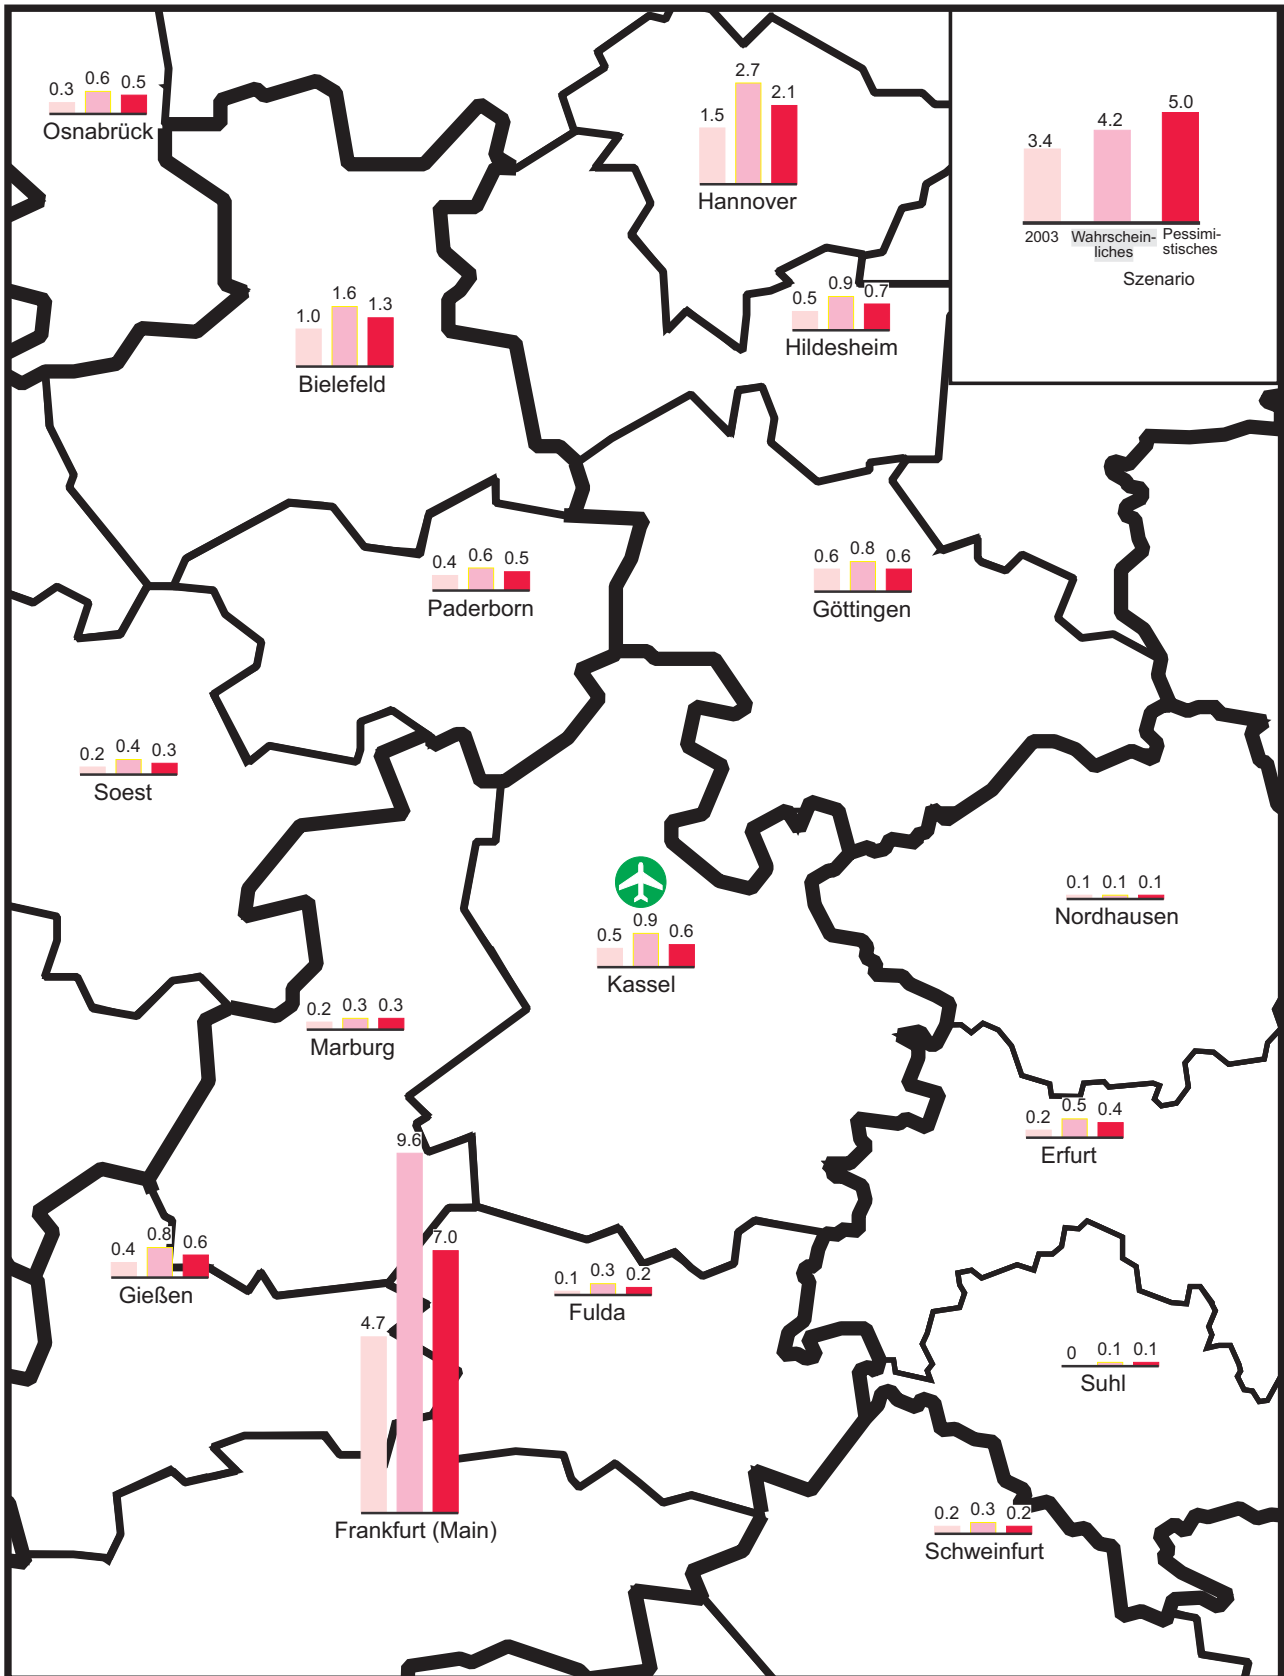 0.3 0.6 0.5
Osnabrück
1.5 2.7 2.1
Hannover
3.4 4.2 5.0
2003 Wahrschein- Pessimi-
liches stisches
Szenario
1.0 1.6 1.3
Bielefeld
0.5 0.9 0.7
Hildesheim
0.4 0.6 0.5
Paderborn
0.6 0.8 0.6
Göttingen
0.2 0.4 0.3
Soest
0.5 0.9 0.6
Kassel
0.1 0.1 0.1
Nordhausen
0.2 0.3 0.3
Marburg
0.2 0.5 0.4
Erfurt
0.4 0.8 0.6
Gießen
4.7 9.6 7.0
Frankfurt (Main)
0.1 0.3 0.2
Fulda
0 0.1 0.1
Suhl
0.2 0.3 0.2
Schweinfurt